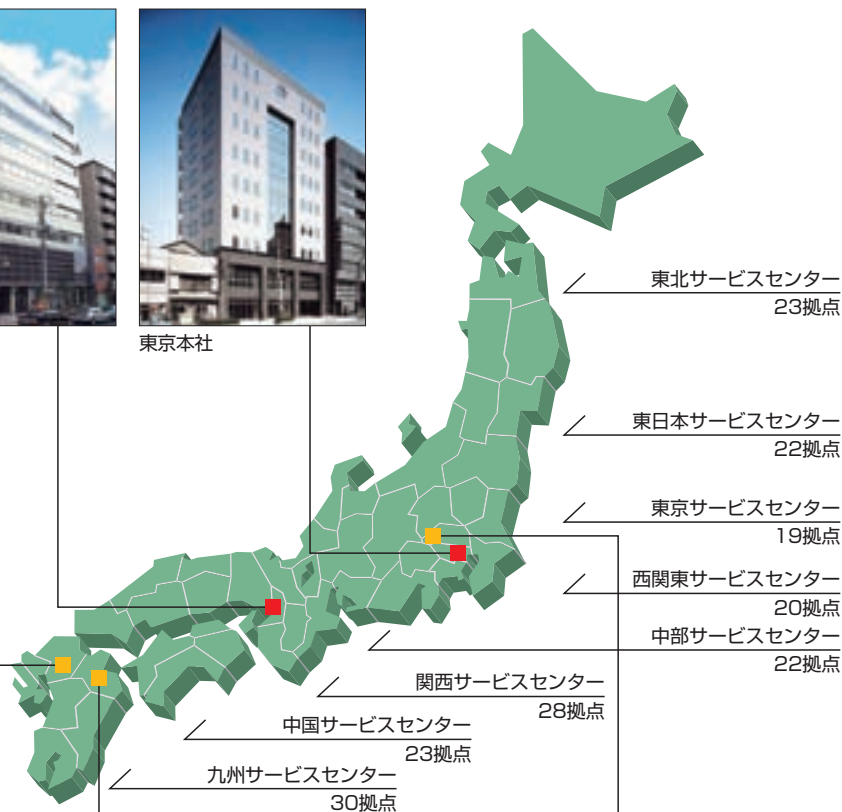 東京本社
東北サービスセンター
23拠点
東日本サービスセンター
22拠点
東京サービスセンター
19拠点
西関東サービスセンター
20拠点
中部サービスセンター
22拠点
関西サービスセンター
28拠点
中国サービスセンター
23拠点
九州サービスセンター
30拠点